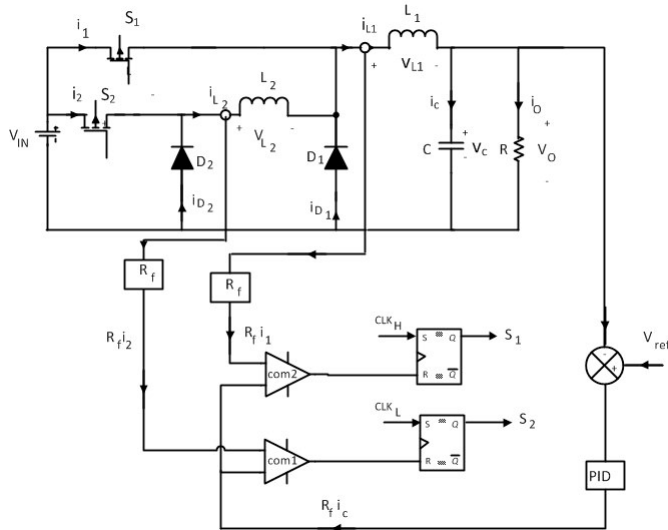 i1 S1 iL1 L1
vL1
i2 S2 iL2 L2
VL2
VIN
D2 D1
iD2 iD1
ic iO
C vc R VO
Rf Rf
Rf i2 Rf i1
CLKH S Q S1
com2 R Q
CLKL S Q S2
com1 R Q
Vref
PID
Rf ic